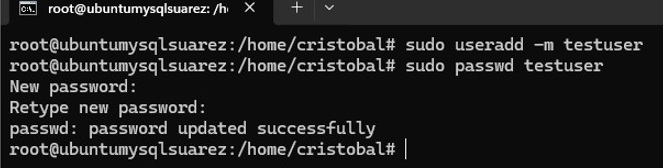 root@ubuntumysqlsuarez: /h
root@ubuntumysqlsuarez:/home/cristobal# sudo useradd -m testuser
root@ubuntumysqlsuarez:/home/cristobal# sudo passwd testuser
New password:
Retype new password:
passwd: password updated successfully
root@ubuntumysqlsuarez:/home/cristobal#